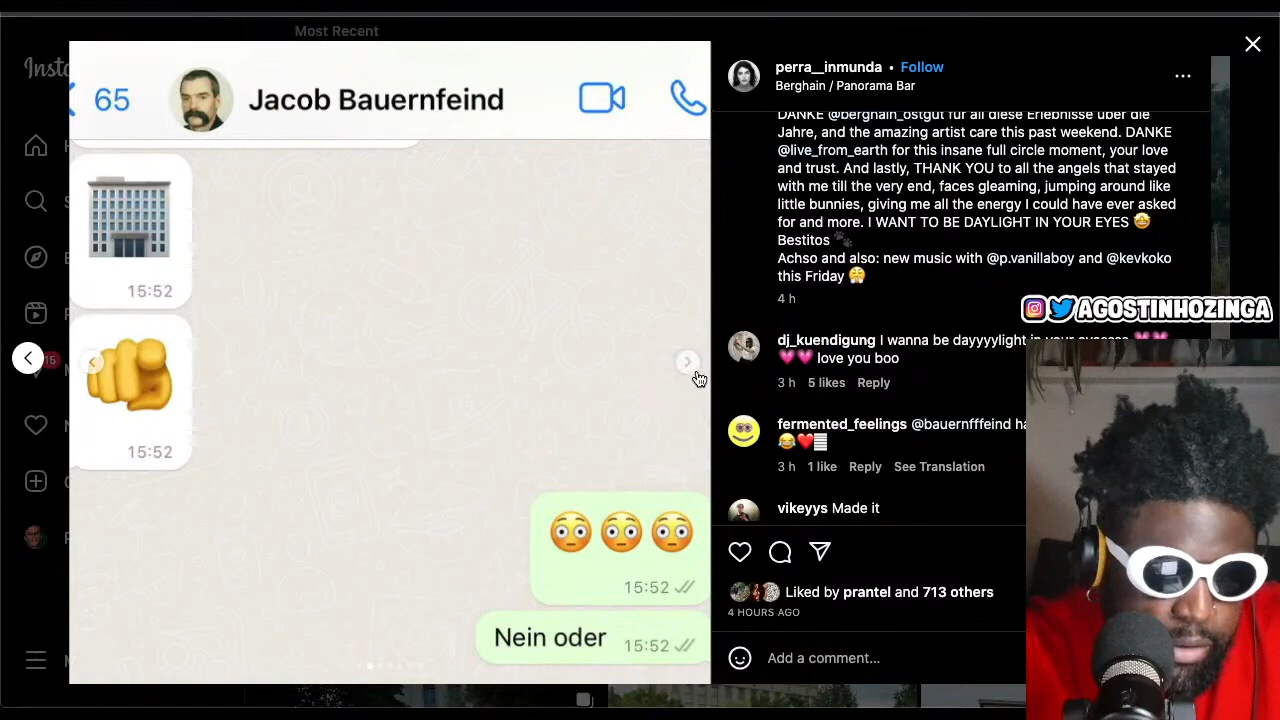 Most Recent
65
Jacob Bauernfeind
15:52
15:52
15:52
Nein oder
15:52
15
perra__inmunda • Follow
Berghain / Panorama Bar
DANKE @berghain_ostgut für all diese Erlebnisse über die
Jahre, and the amazing artist care this past weekend. DANKE
@live_from_earth for this insane full circle moment, your love
and trust. And lastly, THANK YOU to all the angels that stayed
with me till the very end, faces gleaming, jumping around like
little bunnies, giving me all the energy I could have ever asked
for and more. I WANT TO BE DAYLIGHT IN YOUR EYES 🤩
Bestitos 🐾
Achso and also: new music with @p.vanillaboy and @kevkoko
this Friday 😤
4 h
AGOSTINHOZINGA
dj_kuendigung I wanna be dayyyylight in your
💗💗 love you boo
3 h 5 likes Reply
fermented_feelings @bauernfffeind
3 h 1 like Reply See Translation
vikeyys Made it
Liked by prantel and 713 others
4 HOURS AGO
Add a comment...